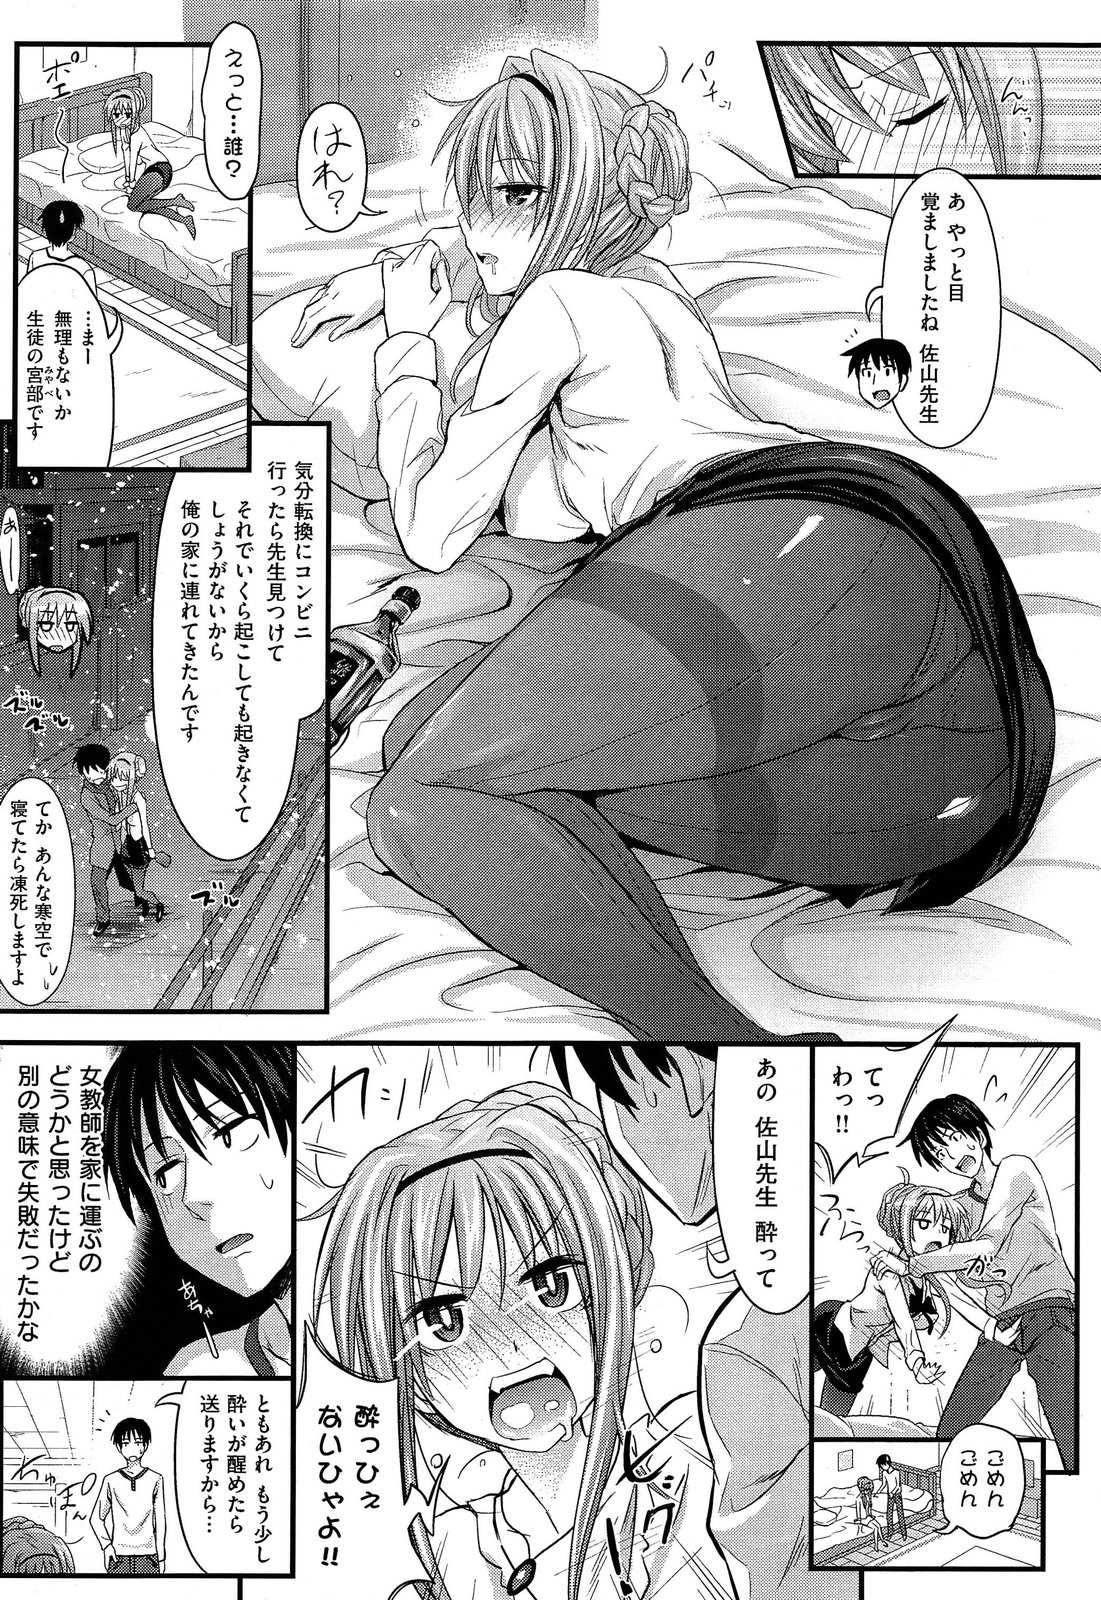 んんっ…
あ やっと目
覚ましましたね 佐山先生
パチッ
はれ？
えっと…誰？
ポエ～
…まー
無理もないか
生徒の宮部です
みやべ
気分転換にコンビニ
行ったら先生見つけて
それでいくら起こしても起きなくて
しょうがないから
俺の家に連れてきたんです
あー
ズル
ズル
ズル
てか あんな寒空で
寝てたら凍死しますよ
てっ
わっ!!
がっ
ごめん
ごめん
あの 佐山先生 酔って
酔っひぇ
ないひゃよ!!
女教師を家に運ぶの
どうかと思ったけど
別の意味で失敗だったかな
あちゃー
ともあれ もう少し
酔いが醒めたら
送りますから…